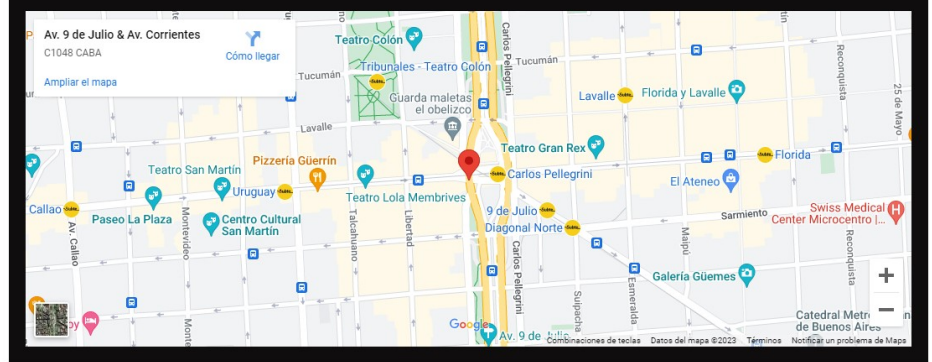 Av. 9 de Julio & Av. Corrientes
C1048 CABA
Cómo llegar
Ampliar el mapa
Teatro Colón
Carlos Pellegrini
Tribunales - Teatro Colón
Tucumán
Tucumán
Reconquista
25 de Mayo
Guarda maletas
el obelizco
Lavalle
Florida y Lavalle
Lavalle
Teatro Gran Rex
Pizzería Güerrín
Florida
Teatro San Martín
Carlos Pellegrini
El Ateneo
Uruguay
Teatro Lola Membrives
Callao
Paseo La Plaza
Centro Cultural
San Martín
9 de Julio
Diagonal Norte
Sarmiento
Swiss Medical
Center Microcentro |...
Av. Callao
Montevideo
Talcahuano
Libertad
Carlos Pellegrini
Maipú
Reconquista
Galería Güemes
Esmeralda
Suipacha
Monte
oy
Catedral Metro
de Buenos Aires
Google
Av. 9 de Julio
Combinaciones de teclas
Datos del mapa ©2023
Términos
Notificar un problema de Maps